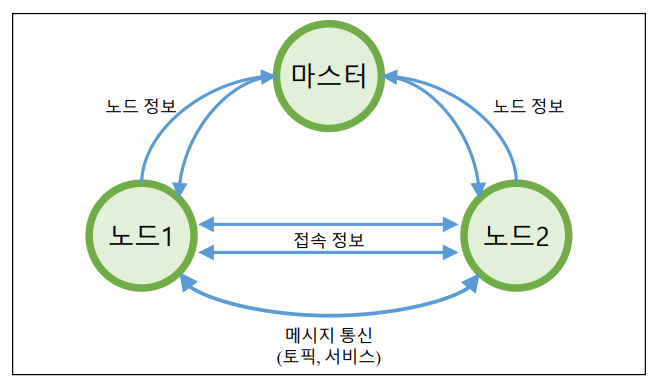 마스터
노드 정보
노드 정보
노드1
노드2
접속 정보
메시지 통신
(토픽, 서비스)